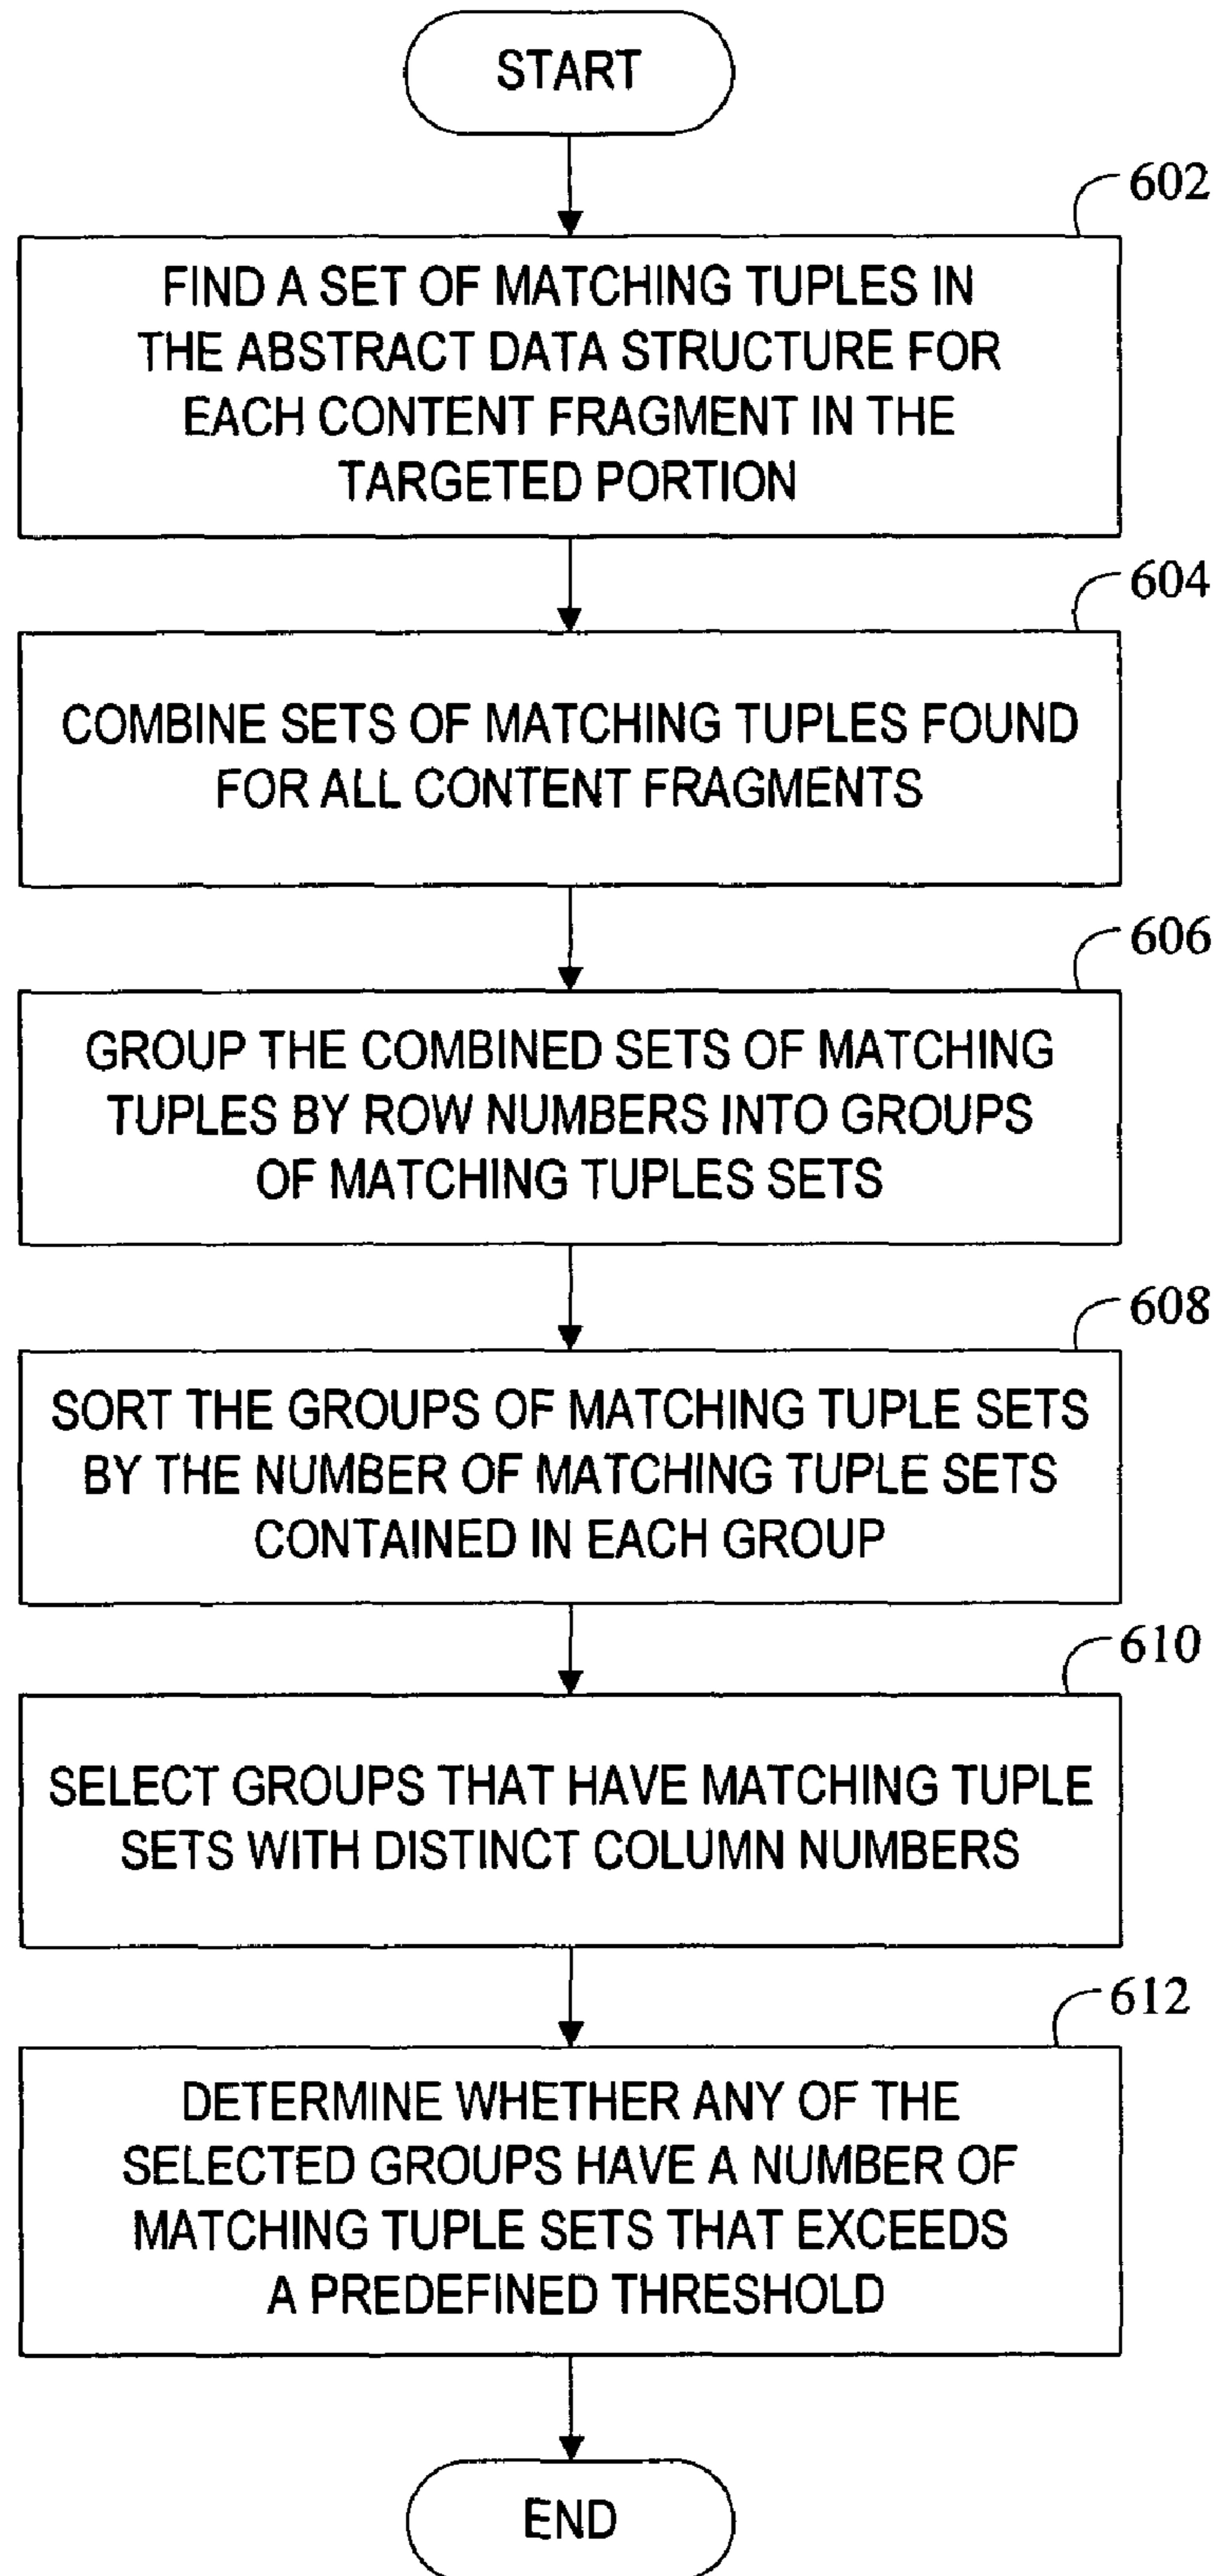 START
602
FIND A SET OF MATCHING TUPLES IN
THE ABSTRACT DATA STRUCTURE FOR
EACH CONTENT FRAGMENT IN THE
TARGETED PORTION
604
COMBINE SETS OF MATCHING TUPLES FOUND
FOR ALL CONTENT FRAGMENTS
606
GROUP THE COMBINED SETS OF MATCHING
TUPLES BY ROW NUMBERS INTO GROUPS
OF MATCHING TUPLES SETS
608
SORT THE GROUPS OF MATCHING TUPLE SETS
BY THE NUMBER OF MATCHING TUPLE SETS
CONTAINED IN EACH GROUP
610
SELECT GROUPS THAT HAVE MATCHING TUPLE
SETS WITH DISTINCT COLUMN NUMBERS
612
DETERMINE WHETHER ANY OF THE
SELECTED GROUPS HAVE A NUMBER OF
MATCHING TUPLE SETS THAT EXCEEDS
A PREDEFINED THRESHOLD
END